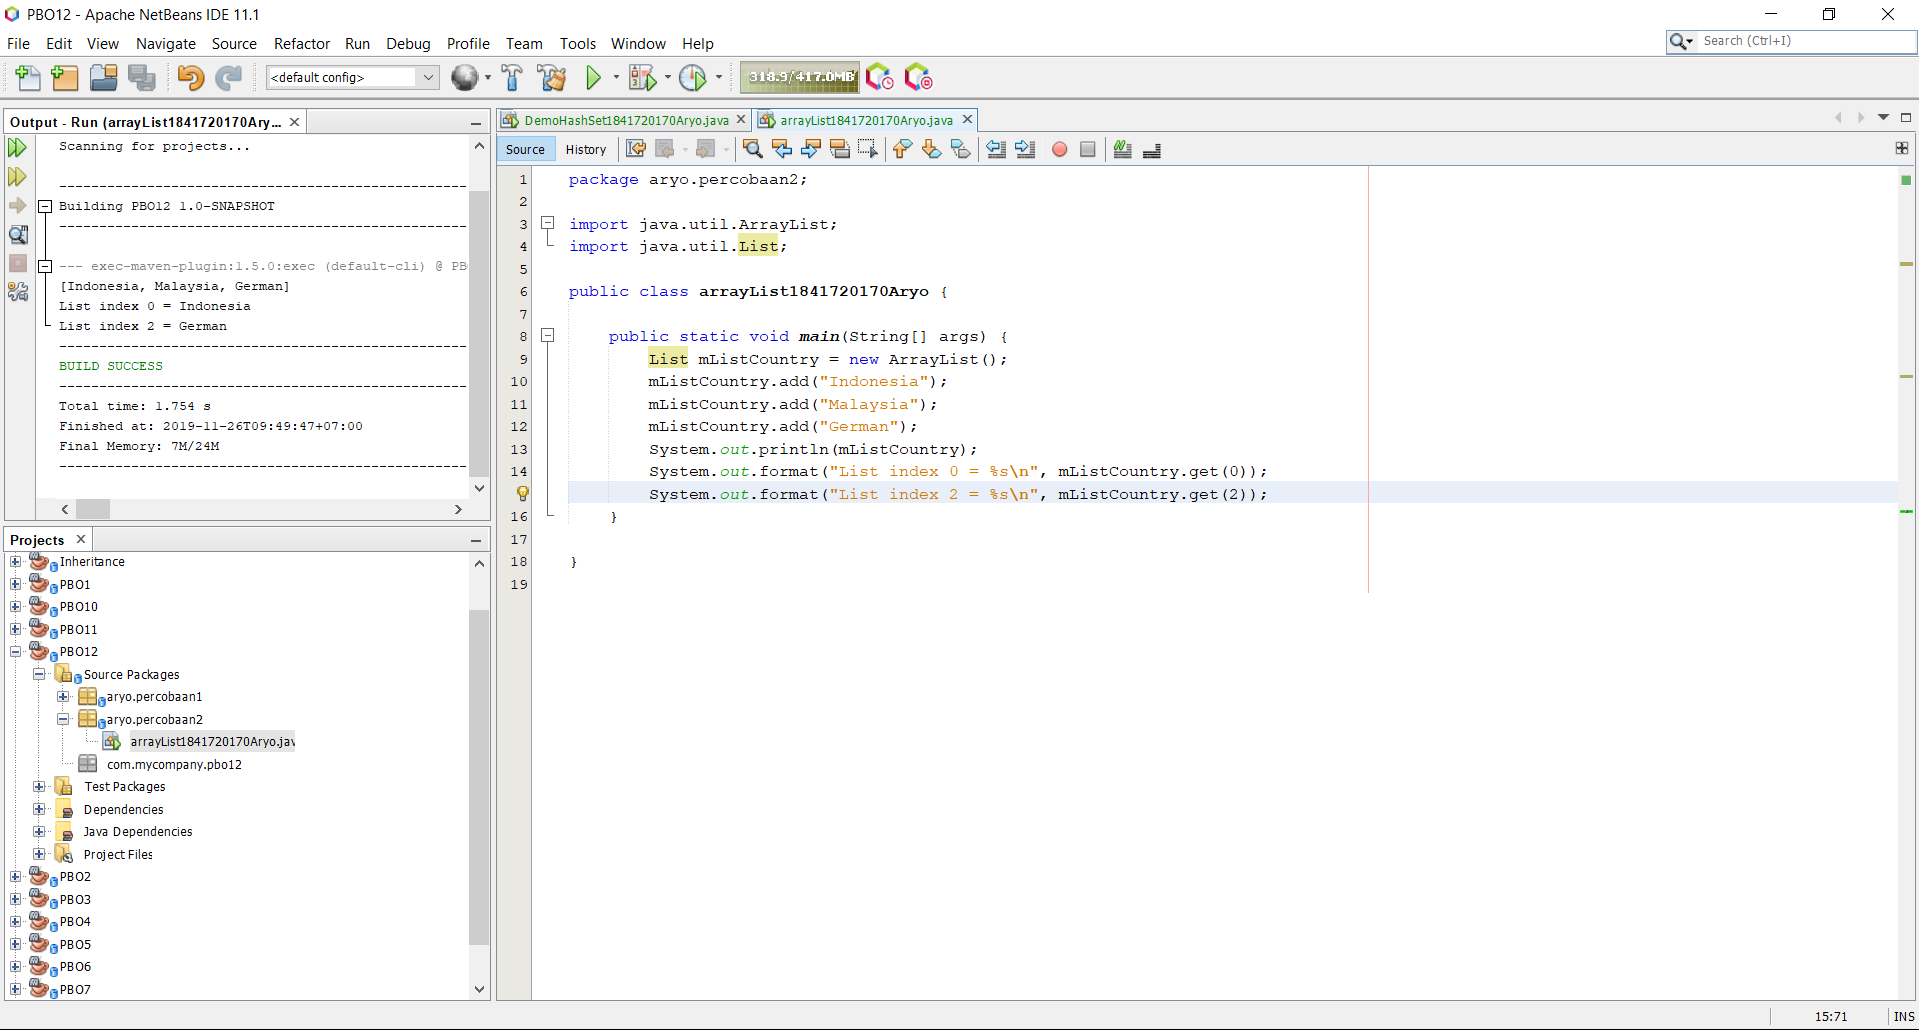 PBO12 - Apache NetBeans IDE 11.1
File Edit View Navigate Source Refactor Run Debug Profile Team Tools Window Help
Search (Ctrl+I)
<default config>
318.9/417.0MB
Output - Run (arrayList1841720170Ary...
Scanning for projects...
------------------------------------------
Building PBO12 1.0-SNAPSHOT
------------------------------------------
--- exec-maven-plugin:1.5.0:exec (default-cli) @ PB
[Indonesia, Malaysia, German]
List index 0 = Indonesia
List index 2 = German
------------------------------------------
BUILD SUCCESS
------------------------------------------
Total time: 1.754 s
Finished at: 2019-11-26T09:49:47+07:00
Final Memory: 7M/24M
------------------------------------------
Projects
Inheritance
PBO1
PBO10
PBO11
PBO12
Source Packages
aryo.percobaan1
aryo.percobaan2
arrayList1841720170Aryo.jav
com.mycompany.pbo12
Test Packages
Dependencies
Java Dependencies
Project Files
PBO2
PBO3
PBO4
PBO5
PBO6
PBO7
DemoHashSet1841720170Aryo.java
arrayList1841720170Aryo.java
Source History
1 package aryo.percobaan2;
2
3 import java.util.ArrayList;
4 import java.util.List;
5
6 public class arrayList1841720170Aryo {
7
8 public static void main(String[] args) {
9 List mListCountry = new ArrayList();
10 mListCountry.add("Indonesia");
11 mListCountry.add("Malaysia");
12 mListCountry.add("German");
13 System.out.println(mListCountry);
14 System.out.format("List index 0 = %s\n", mListCountry.get(0));
System.out.format("List index 2 = %s\n", mListCountry.get(2));
16 }
17
18 }
19
15:71 INS